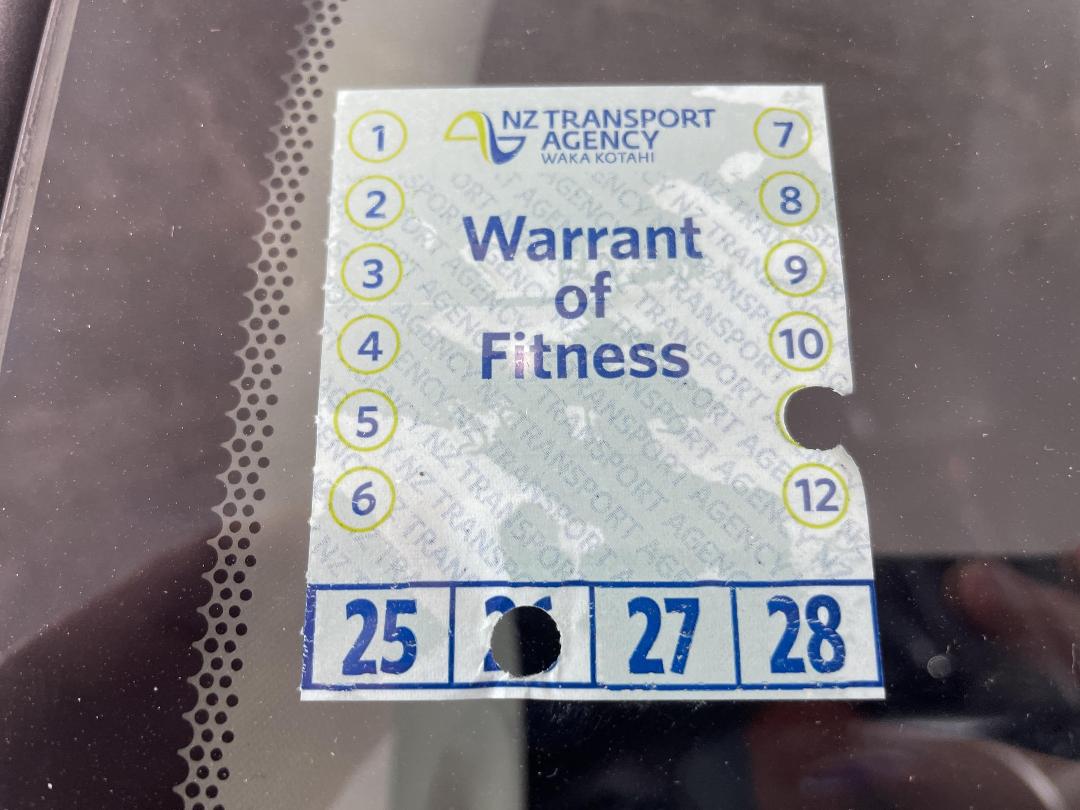 NZ TRANSPORT
AGENCY
WAKA KOTAHI
1
2
3
4
5
6
7
8
9
10
12
Warrant
of
Fitness
25 27 28